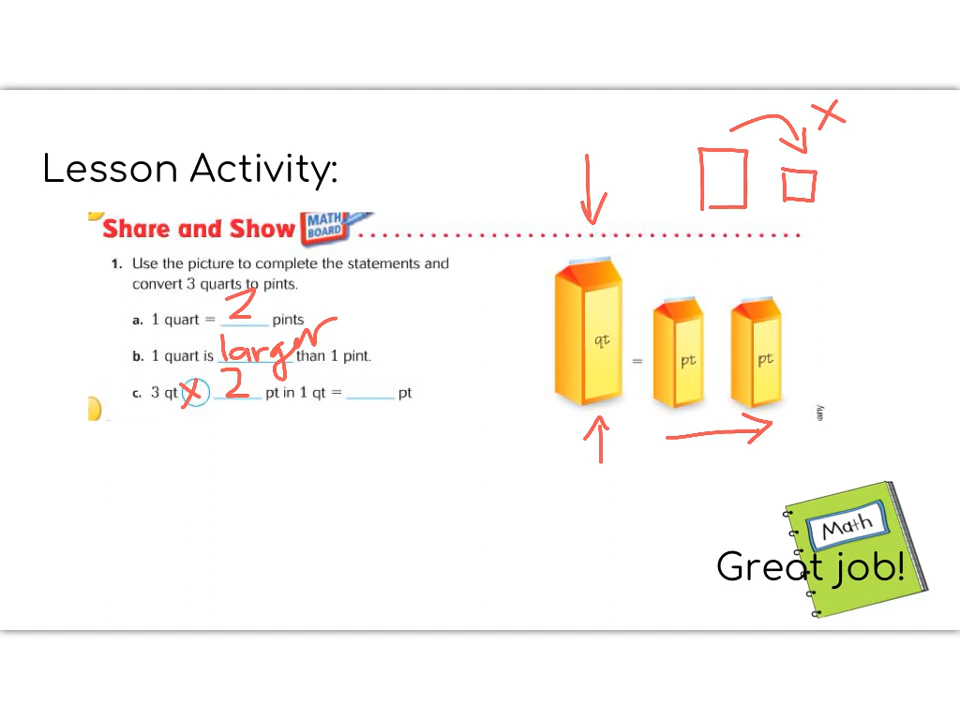 Lesson Activity:
Share and Show MATH BOARD
1. Use the picture to complete the statements and
convert 3 quarts to pints.
a. 1 quart = 2 pints
b. 1 quart is larger than 1 pint.
c. 3 qt × 2 pt in 1 qt = ____ pt
qt
=
pt
pt
×
any
Math
Great job!